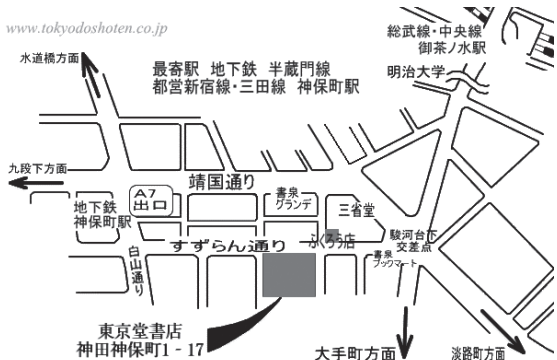 www.tokyodoshoten.co.jp
総武線・中央線
御茶ノ水駅
水道橋方面
最寄駅 地下鉄 半蔵門線
都営新宿線・三田線 神保町駅
明治大学
九段下方面
靖国通り
A7
出口
書泉
グランデ
三省堂
地下鉄
神保町駅
すずらん通り
ふくろう店
駿河台下
交差点
書泉
ブックマート
白山通り
東京堂書店
神田神保町1-17
大手町方面
淡路町方面